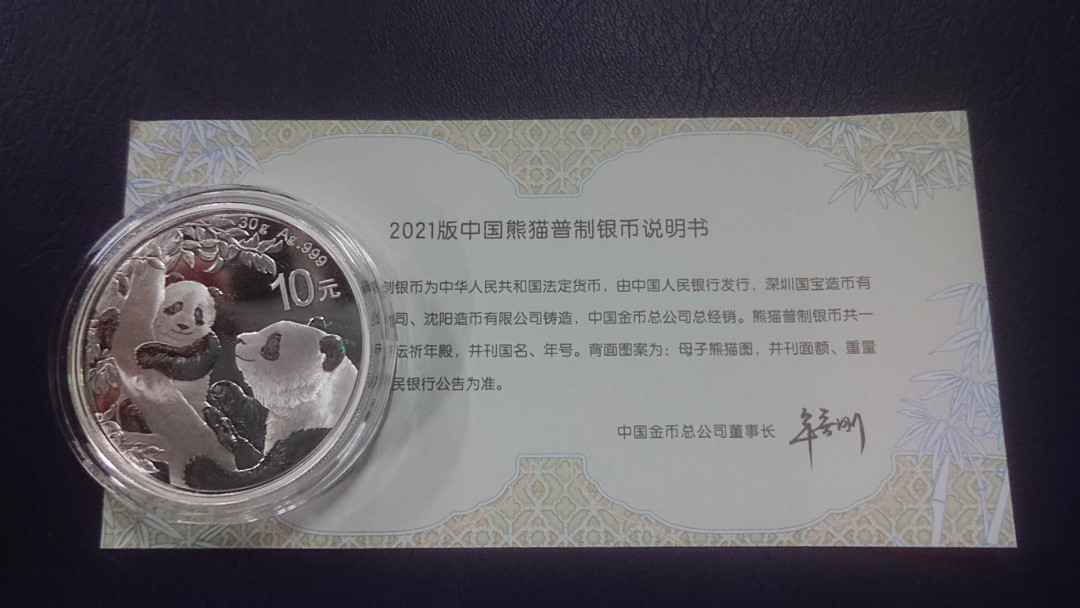 30g Ag.999
10元
2021版中国熊猫普制银币说明书
制银币为中华人民共和国法定货币，由中国人民银行发行，深圳国宝造币有
司、沈阳造币有限公司铸造，中国金币总公司总经销。熊猫普制银币共一
坛祈年殿，并刊国名、年号。背面图案为：母子熊猫图，并刊面额、重量
民银行公告为准。
中国金币总公司董事长